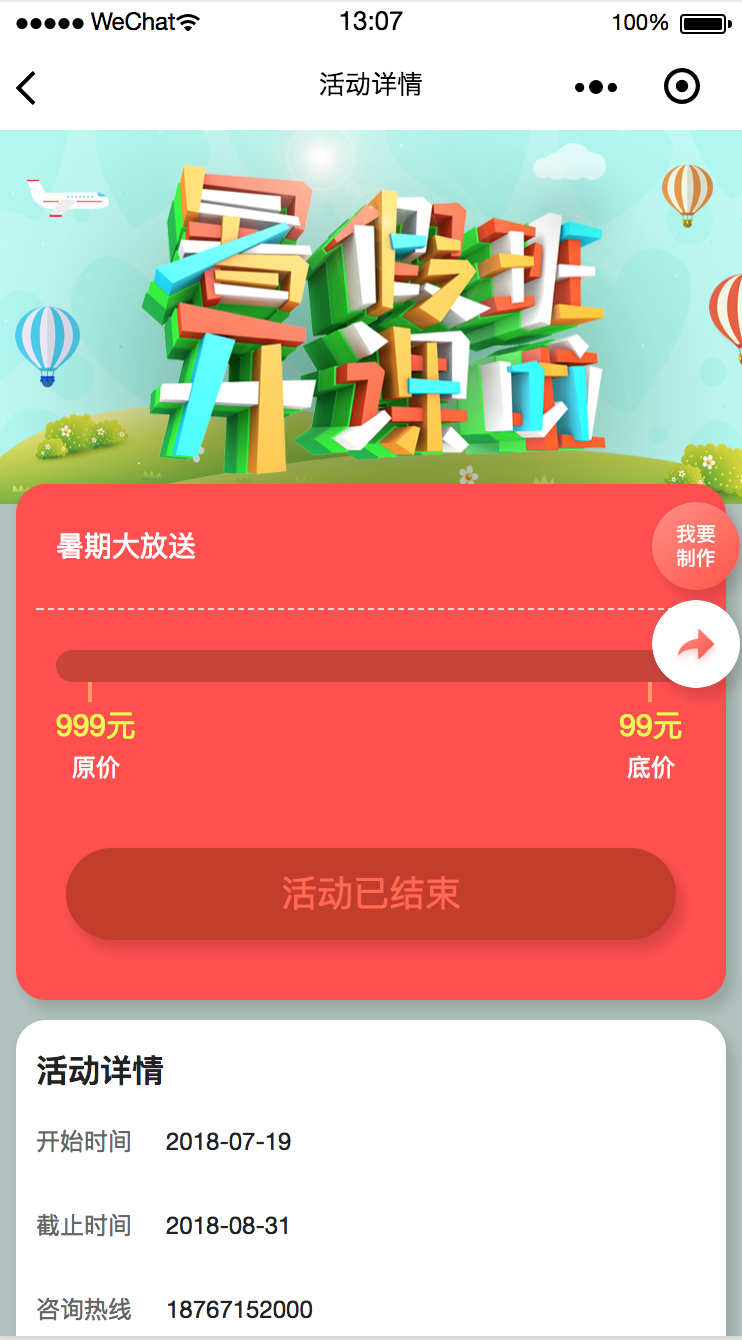 WeChat 13:07 100%
活动详情
暑假班
开课啦
暑期大放送
我要
制作
999元 99元
原价 底价
活动已结束
活动详情
开始时间 2018-07-19
截止时间 2018-08-31
咨询热线 18767152000